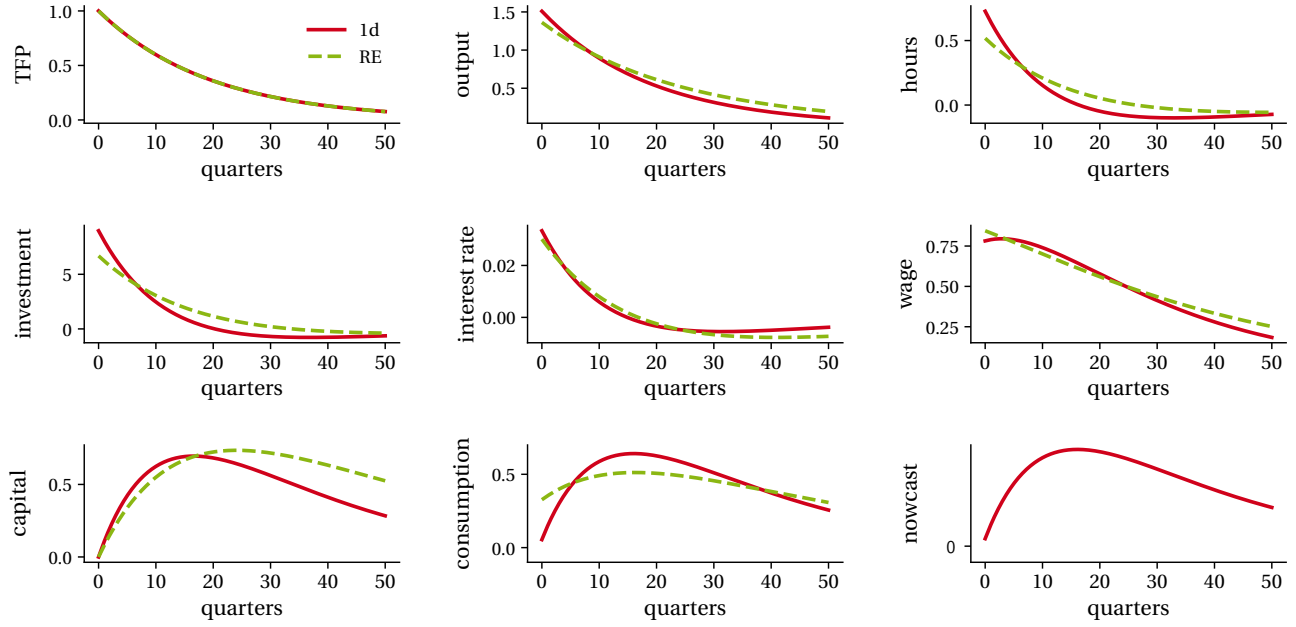 TFP
1.0
0.5
0.0
1d
RE
0 10 20 30 40 50
quarters
output
1.5
1.0
0.5
0 10 20 30 40 50
quarters
hours
0.5
0.0
0 10 20 30 40 50
quarters
investment
5
0
0 10 20 30 40 50
quarters
interest rate
0.02
0.00
0 10 20 30 40 50
quarters
wage
0.75
0.50
0.25
0 10 20 30 40 50
quarters
capital
0.5
0.0
0 10 20 30 40 50
quarters
consumption
0.5
0.0
0 10 20 30 40 50
quarters
nowcast
0
0 10 20 30 40 50
quarters